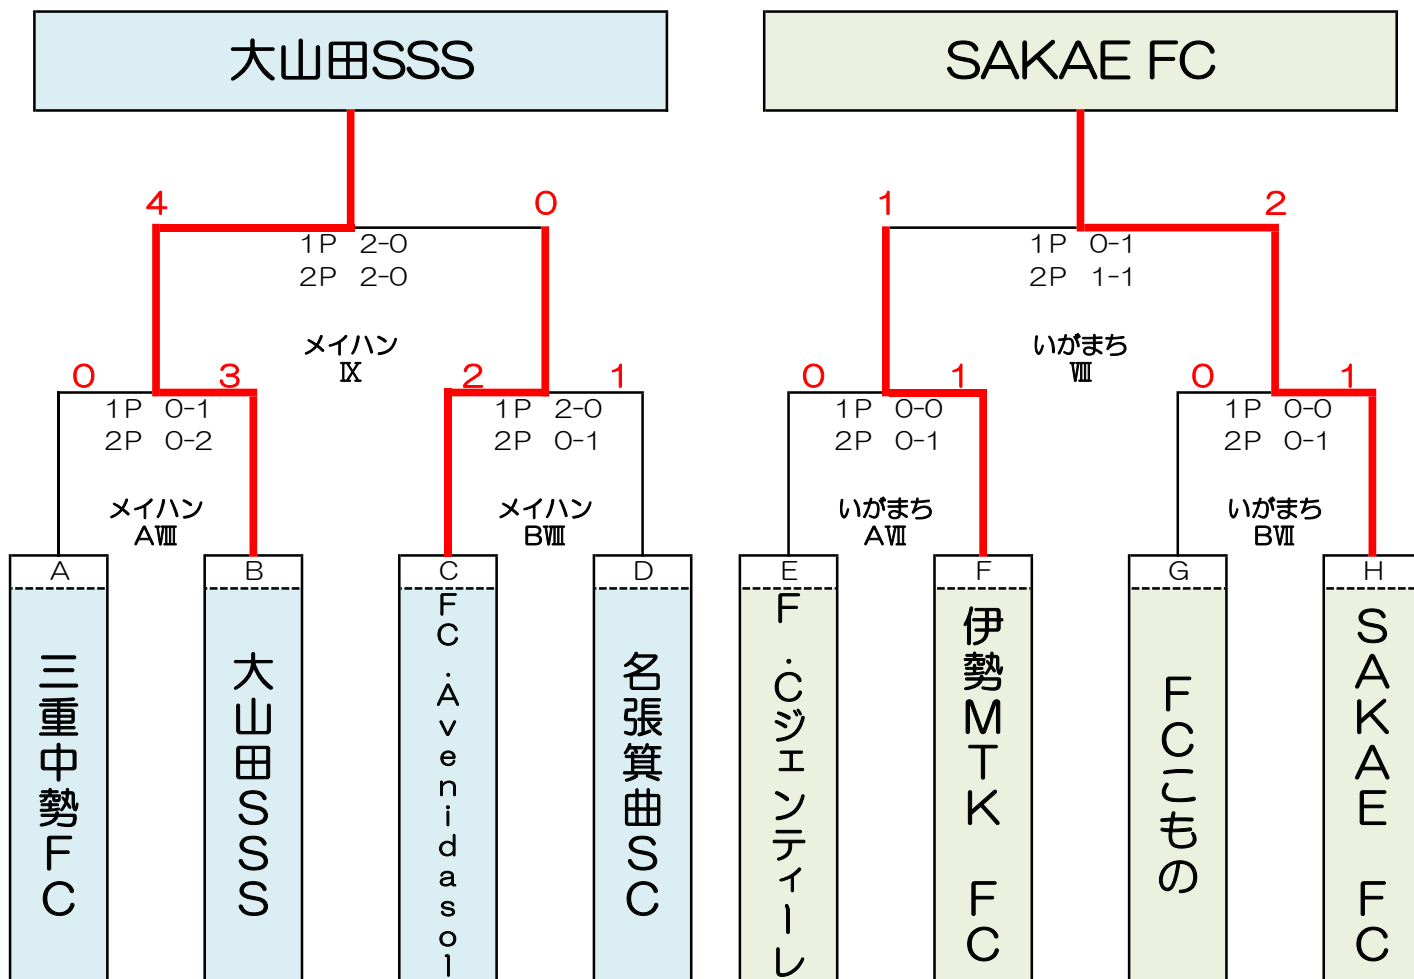 大山田SSS
SAKAE FC
4
0
1
2
1P 2-0
2P 2-0
1P 0-1
2P 1-1
メイハン
Ⅸ
いがまち
Ⅷ
0
3
2
1
0
1
0
1
1P 0-1
2P 0-2
1P 2-0
2P 0-1
1P 0-0
2P 0-1
1P 0-0
2P 0-1
メイハン
AⅧ
メイハン
BⅧ
いがまち
AⅦ
いがまち
BⅦ
A
B
C
D
E
F
G
H
三重中勢FC
大山田SSS
FC.Avenidasol
名張箕曲SC
F.Cジェンティーレ
伊勢MTK FC
FCこもの
SAKAE FC